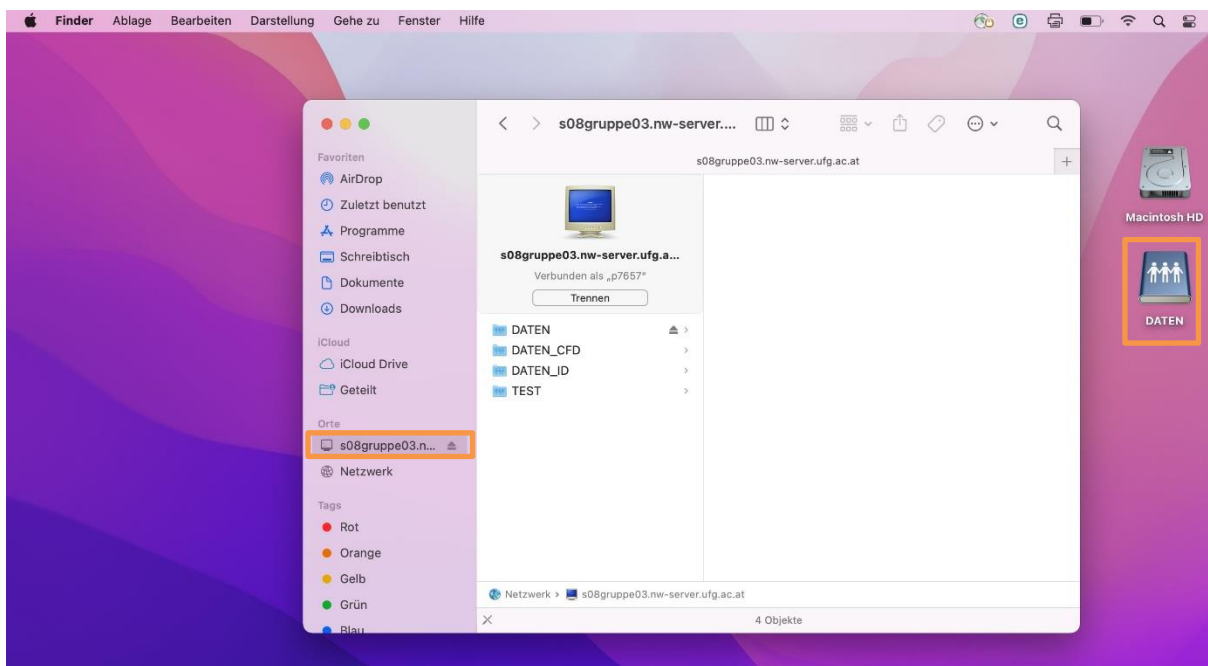 Finder Ablage Bearbeiten Darstellung Gehe zu Fenster Hilfe
s08gruppe03.nw-server....
s08gruppe03.nw-server.ufg.ac.at
Favoriten
AirDrop
Zuletzt benutzt
Programme
Schreibtisch
Dokumente
Downloads
iCloud
iCloud Drive
Geteilt
Orte
s08gruppe03.n...
Netzwerk
Tags
Rot
Orange
Gelb
Grün
Blau
s08gruppe03.nw-server.ufg.a...
Verbunden als „p7657“
Trennen
DATEN
DATEN_CFD
DATEN_ID
TEST
Netzwerk › s08gruppe03.nw-server.ufg.ac.at
4 Objekte
Macintosh HD
DATEN